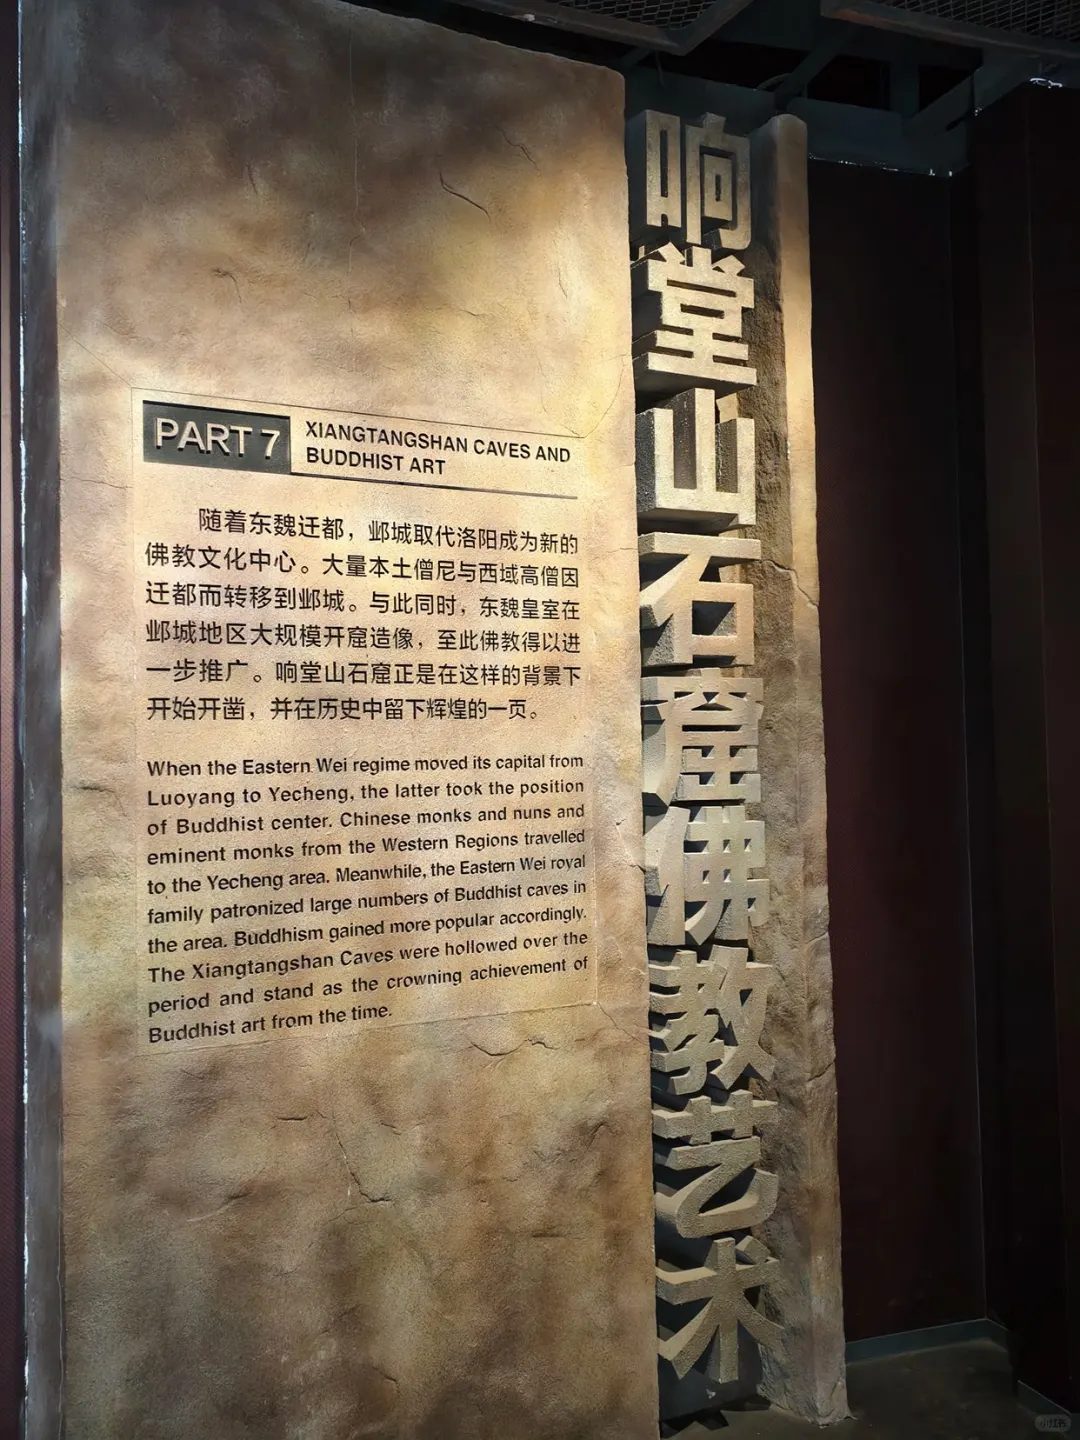 PART 7
XIANGTANGSHAN CAVES AND
BUDDHIST ART
随着东魏迁都，邺城取代洛阳成为新的
佛教文化中心。大量本土僧尼与西域高僧因
迁都而转移到邺城。与此同时，东魏皇室在
邺城地区大规模开窟造像，至此佛教得以进
一步推广。响堂山石窟正是在这样的背景下
开始开凿，并在历史中留下辉煌的一页。
When the Eastern Wei regime moved its capital from
Luoyang to Yecheng, the latter took the position
of Buddhist center. Chinese monks and nuns and
eminent monks from the Western Regions travelled
to the Yecheng area. Meanwhile, the Eastern Wei royal
family patronized large numbers of Buddhist caves in
the area. Buddhism gained more popular accordingly.
The Xiangtangshan Caves were hollowed over the
period and stand as the crowning achievement of
Buddhist art from the time.
响堂山石窟佛教艺术
小红书